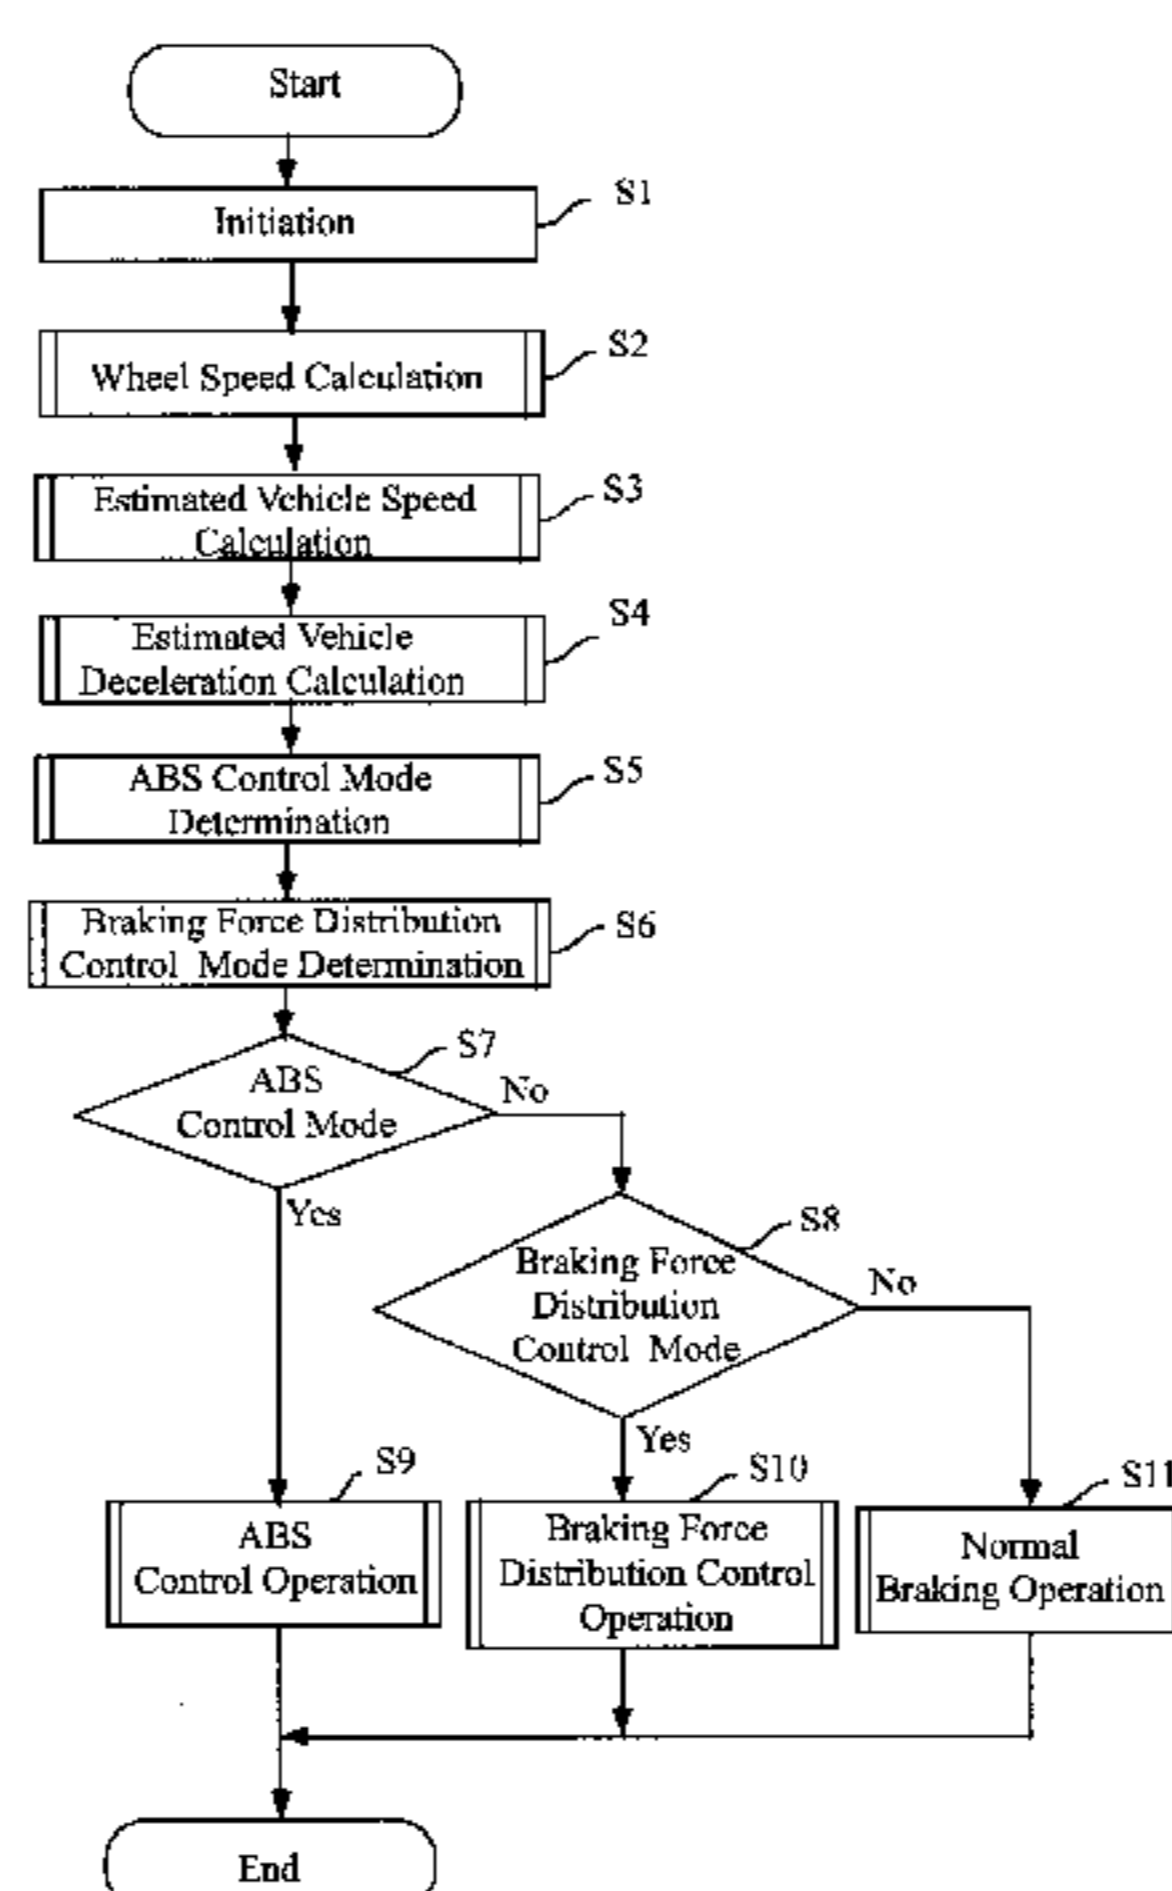 Start
S1
Initiation
S2
Wheel Speed Calculation
S3
Estimated Vehicle Speed
Calculation
S4
Estimated Vehicle
Deceleration Calculation
S5
ABS Control Mode
Determination
S6
Braking Force Distribution
Control Mode Determination
S7
ABS
Control Mode
No
Yes
S8
Braking Force
Distribution
Control Mode
No
Yes
S9
ABS
Control Operation
S10
Braking Force
Distribution Control
Operation
S11
Normal
Braking Operation
End